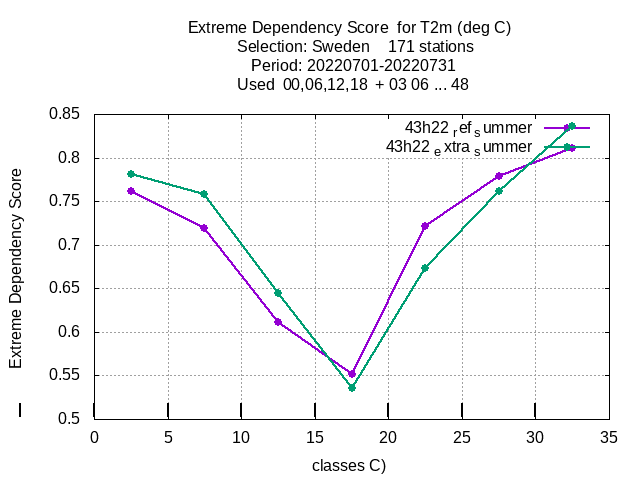 Extreme Dependency Score for T2m (deg C)
Selection: Sweden 171 stations
Period: 20220701-20220731
Used 00,06,12,18 + 03 06 ... 48
43h22 ref summer
43h22 extra summer
Extreme Dependency Score
0.85
0.8
0.75
0.7
0.65
0.6
0.55
0.5
0 5 10 15 20 25 30 35
classes C)